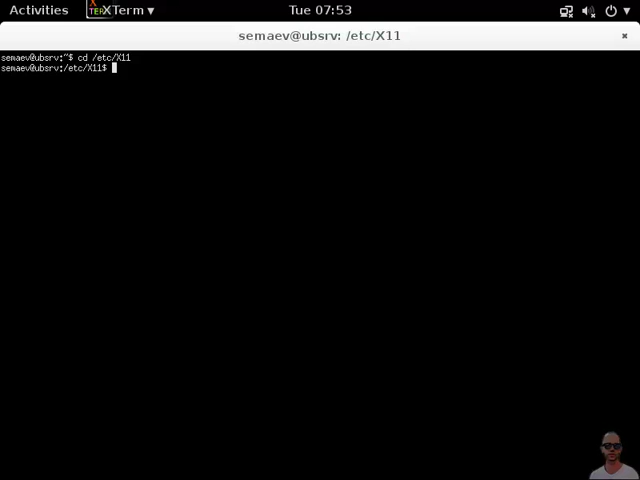 Activities XTerm Tue 07:53
semaev@ubsrv: /etc/X11
semaev@ubsrv:~$ cd /etc/X11
semaev@ubsrv:/etc/X11$